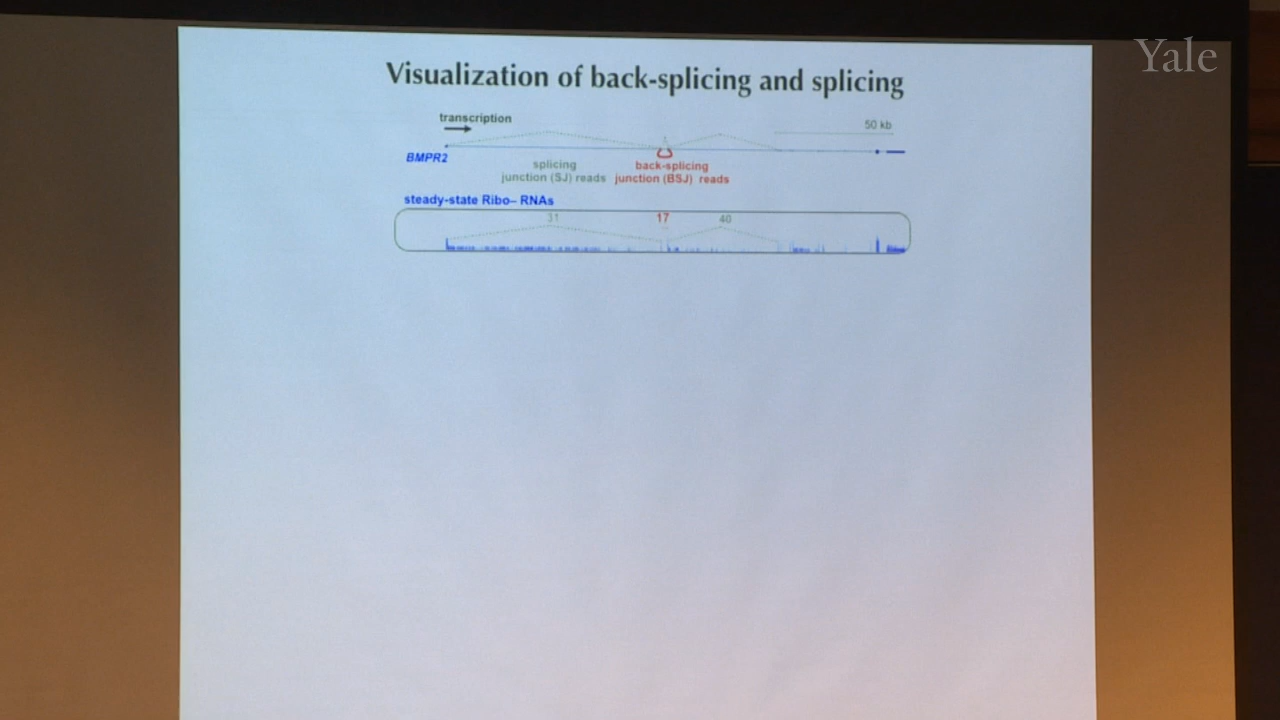 Yale
Visualization of back-splicing and splicing
transcription
50 kb
BMPR2
splicing
junction (SJ) reads
back-splicing
junction (BSJ) reads
steady-state Ribo– RNAs
31 17 40